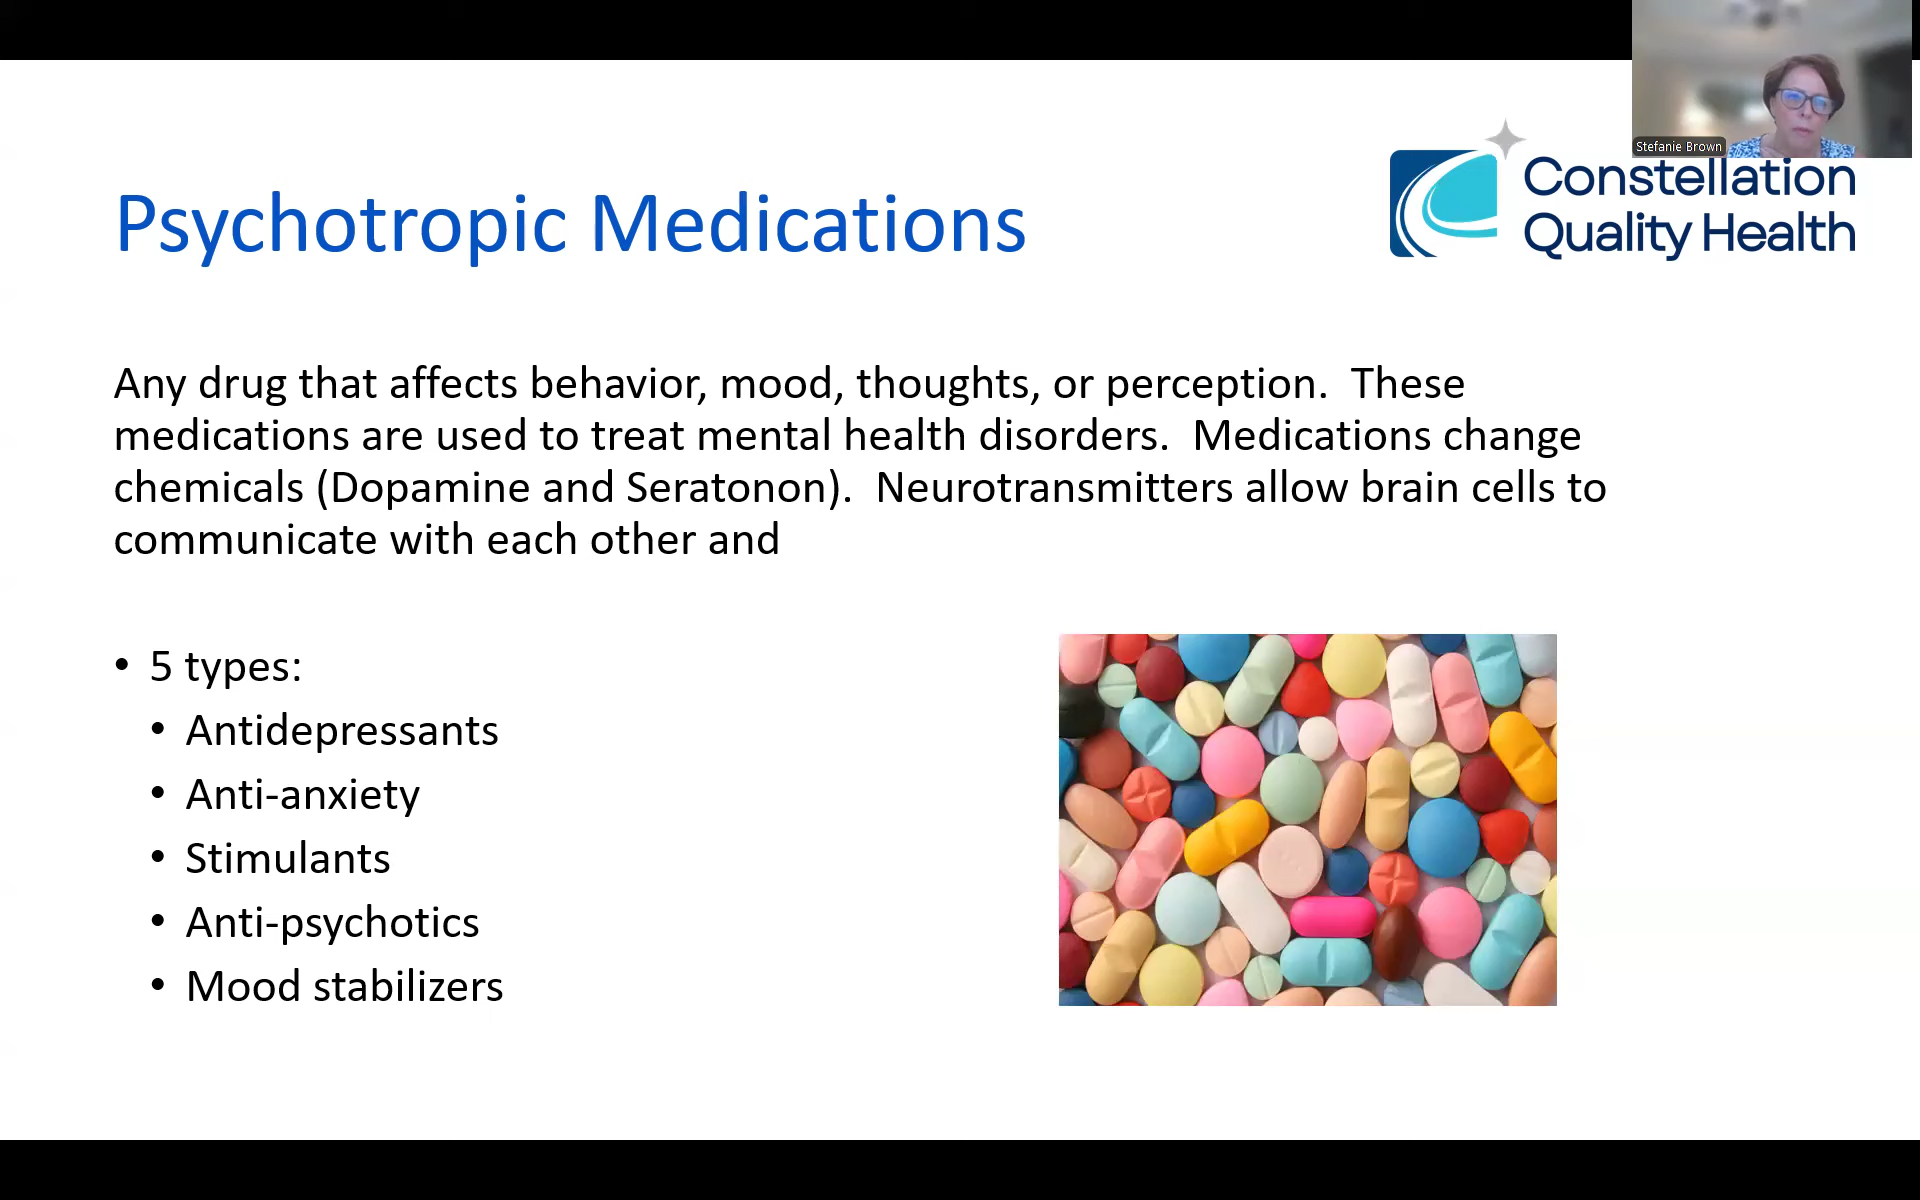 Stefanie Brown
Constellation
Quality Health
Psychotropic Medications
Any drug that affects behavior, mood, thoughts, or perception.  These
medications are used to treat mental health disorders.  Medications change
chemicals (Dopamine and Seratonon).  Neurotransmitters allow brain cells to
communicate with each other and
• 5 types:
• Antidepressants
• Anti-anxiety
• Stimulants
• Anti-psychotics
• Mood stabilizers